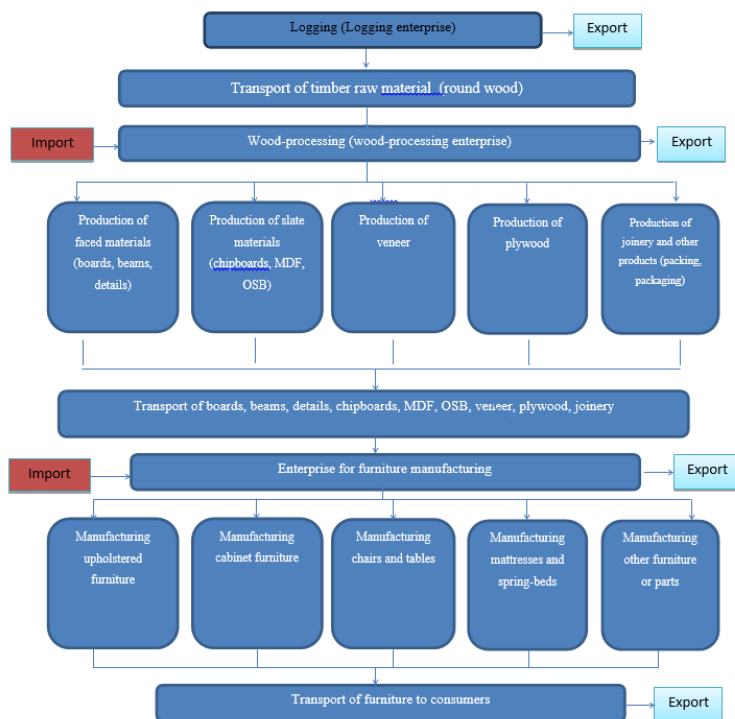 Logging (Logging enterprise)
Export
Transport of timber raw material (round wood)
Import
Wood-processing (wood-processing enterprise)
Export
Production of
faced materials
(boards, beams,
details)
Production of slate
materials
(chipboards, MDF,
OSB)
Production of
veneer
Production of
plywood
Production of
joinery and other
products (packing,
packaging)
Transport of boards, beams, details, chipboards, MDF, OSB, veneer, plywood, joinery
Import
Enterprise for furniture manufacturing
Export
Manufacturing
upholstered
furniture
Manufacturing
cabinet furniture
Manufacturing
chairs and tables
Manufacturing
mattresses and
spring-beds
Manufacturing
other furniture
or parts
Transport of furniture to consumers
Export